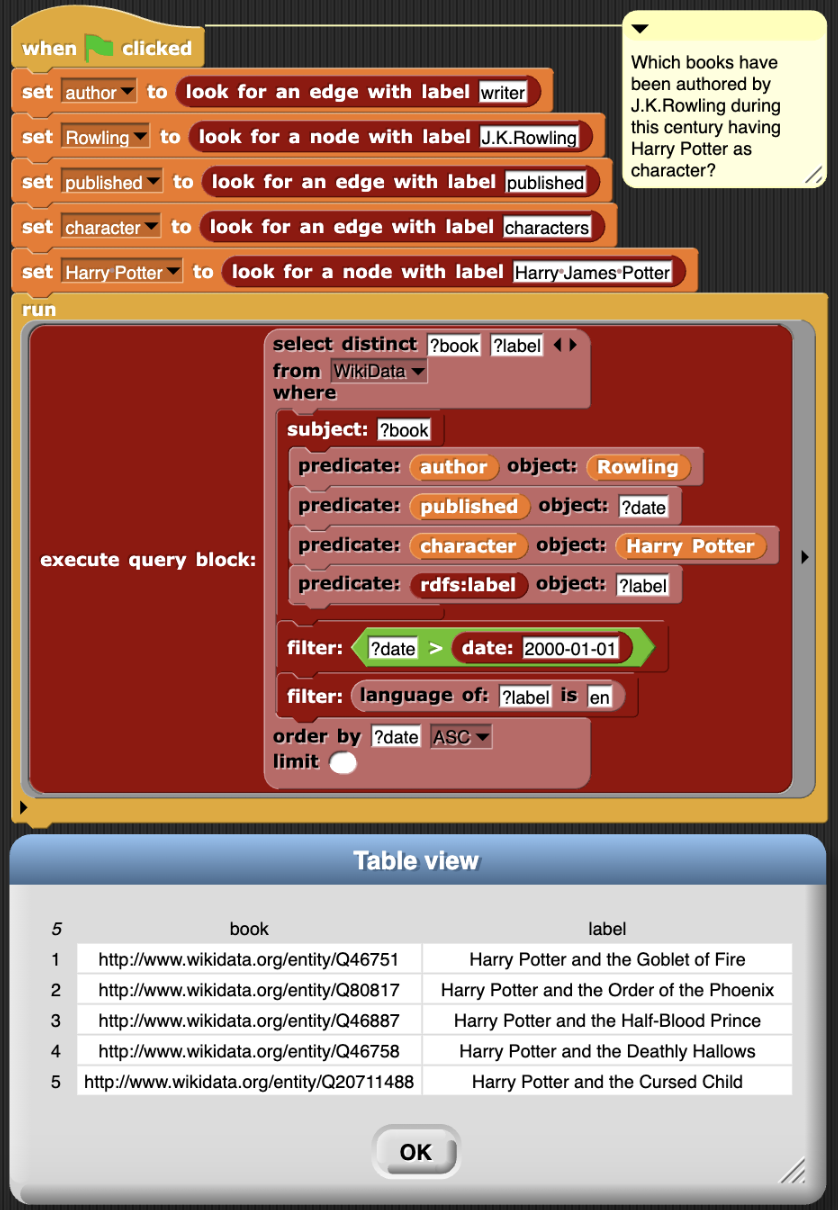 when clicked
set author to look for an edge with label writer
set Rowling to look for a node with label J.K.Rowling
set published to look for an edge with label published
set character to look for an edge with label characters
set Harry Potter to look for a node with label Harry James Potter
Which books have
been authored by
J.K.Rowling during
this century having
Harry Potter as
character?
run
execute query block:
select distinct ?book ?label
from WikiData
where
subject: ?book
predicate: author object: Rowling
predicate: published object: ?date
predicate: character object: Harry Potter
predicate: rdfs:label object: ?label
filter: ?date > date: 2000-01-01
filter: language of: ?label is en
order by ?date ASC
limit
Table view
5 book label
1 http://www.wikidata.org/entity/Q46751 Harry Potter and the Goblet of Fire
2 http://www.wikidata.org/entity/Q80817 Harry Potter and the Order of the Phoenix
3 http://www.wikidata.org/entity/Q46887 Harry Potter and the Half-Blood Prince
4 http://www.wikidata.org/entity/Q46758 Harry Potter and the Deathly Hallows
5 http://www.wikidata.org/entity/Q20711488 Harry Potter and the Cursed Child
OK